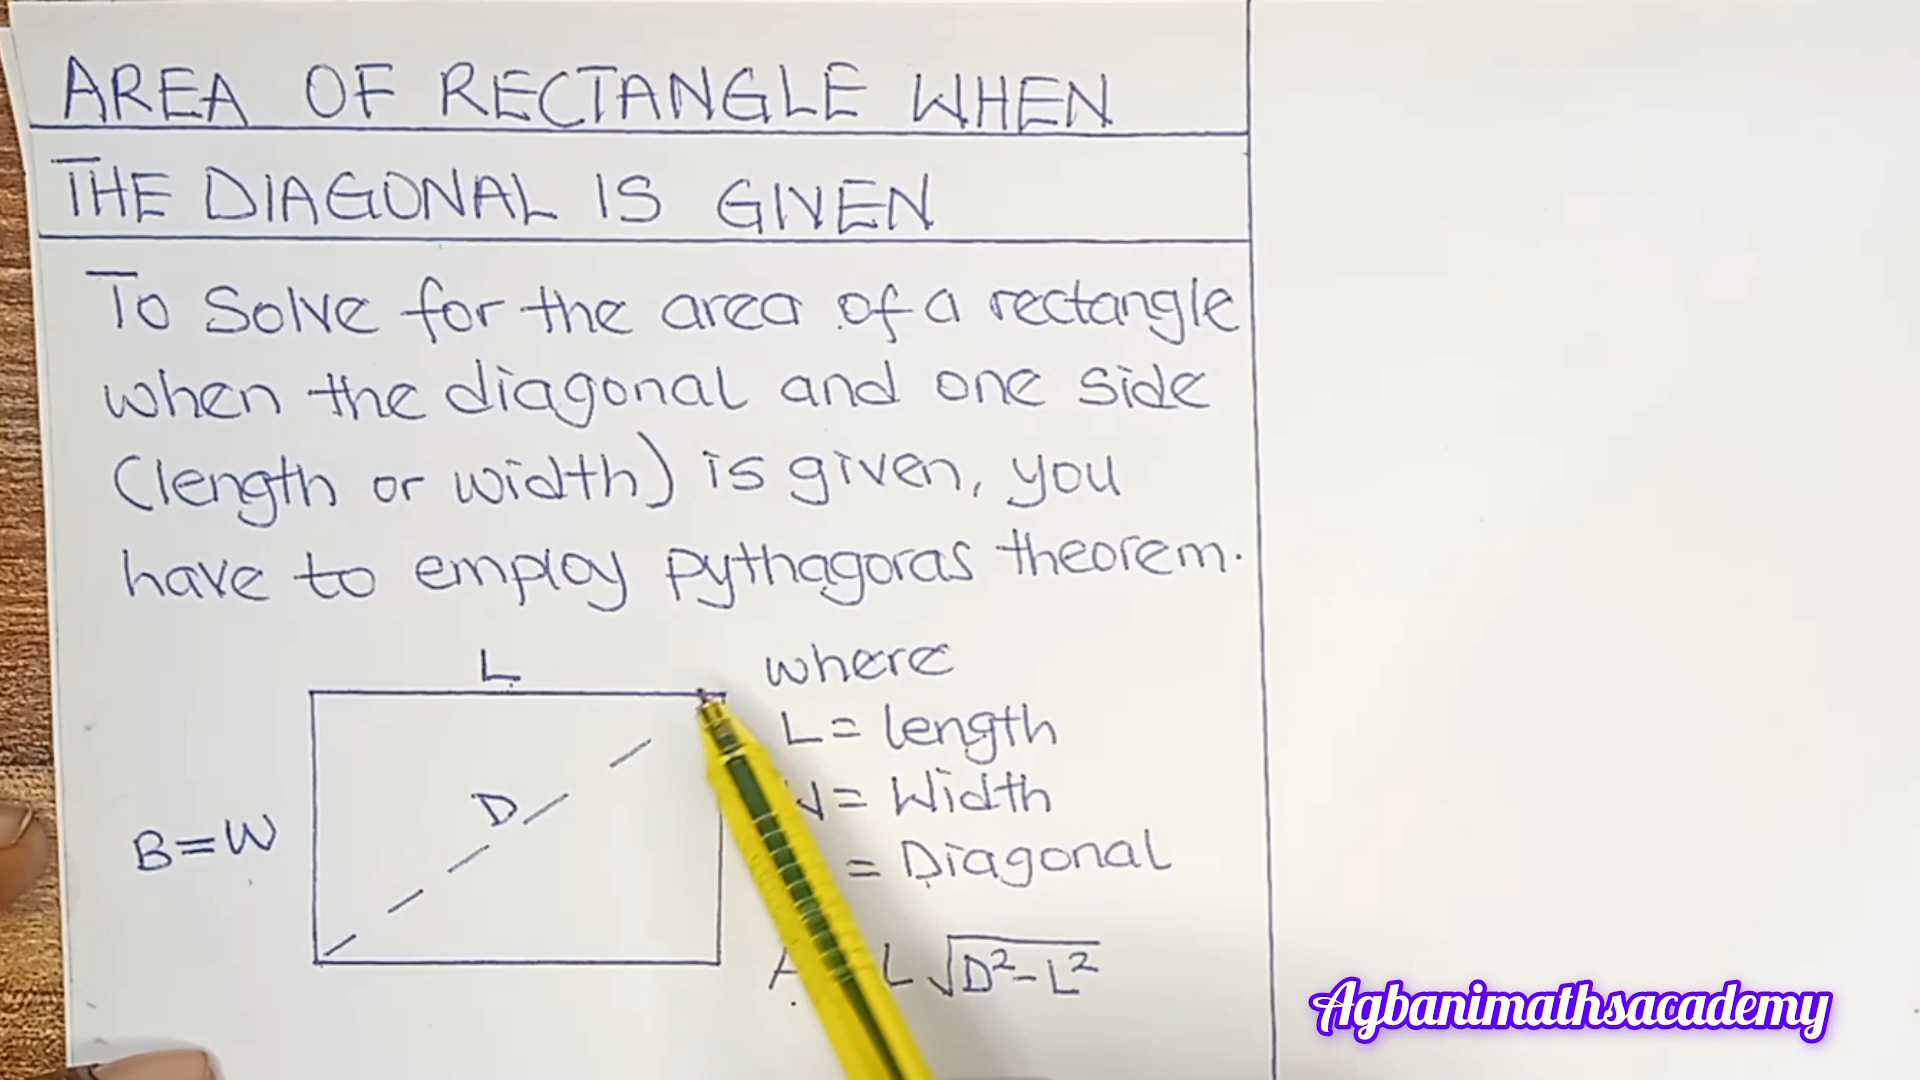 AREA OF RECTANGLE WHEN
THE DIAGONAL IS GIVEN
To Solve for the area of a rectangle
when the diagonal and one side
(length or width) is given, you
have to employ pythagoras theorem.
L
where
L = length
W = Width
= Diagonal
D
B = W
L √D²-L²
Agbanimathsacademy